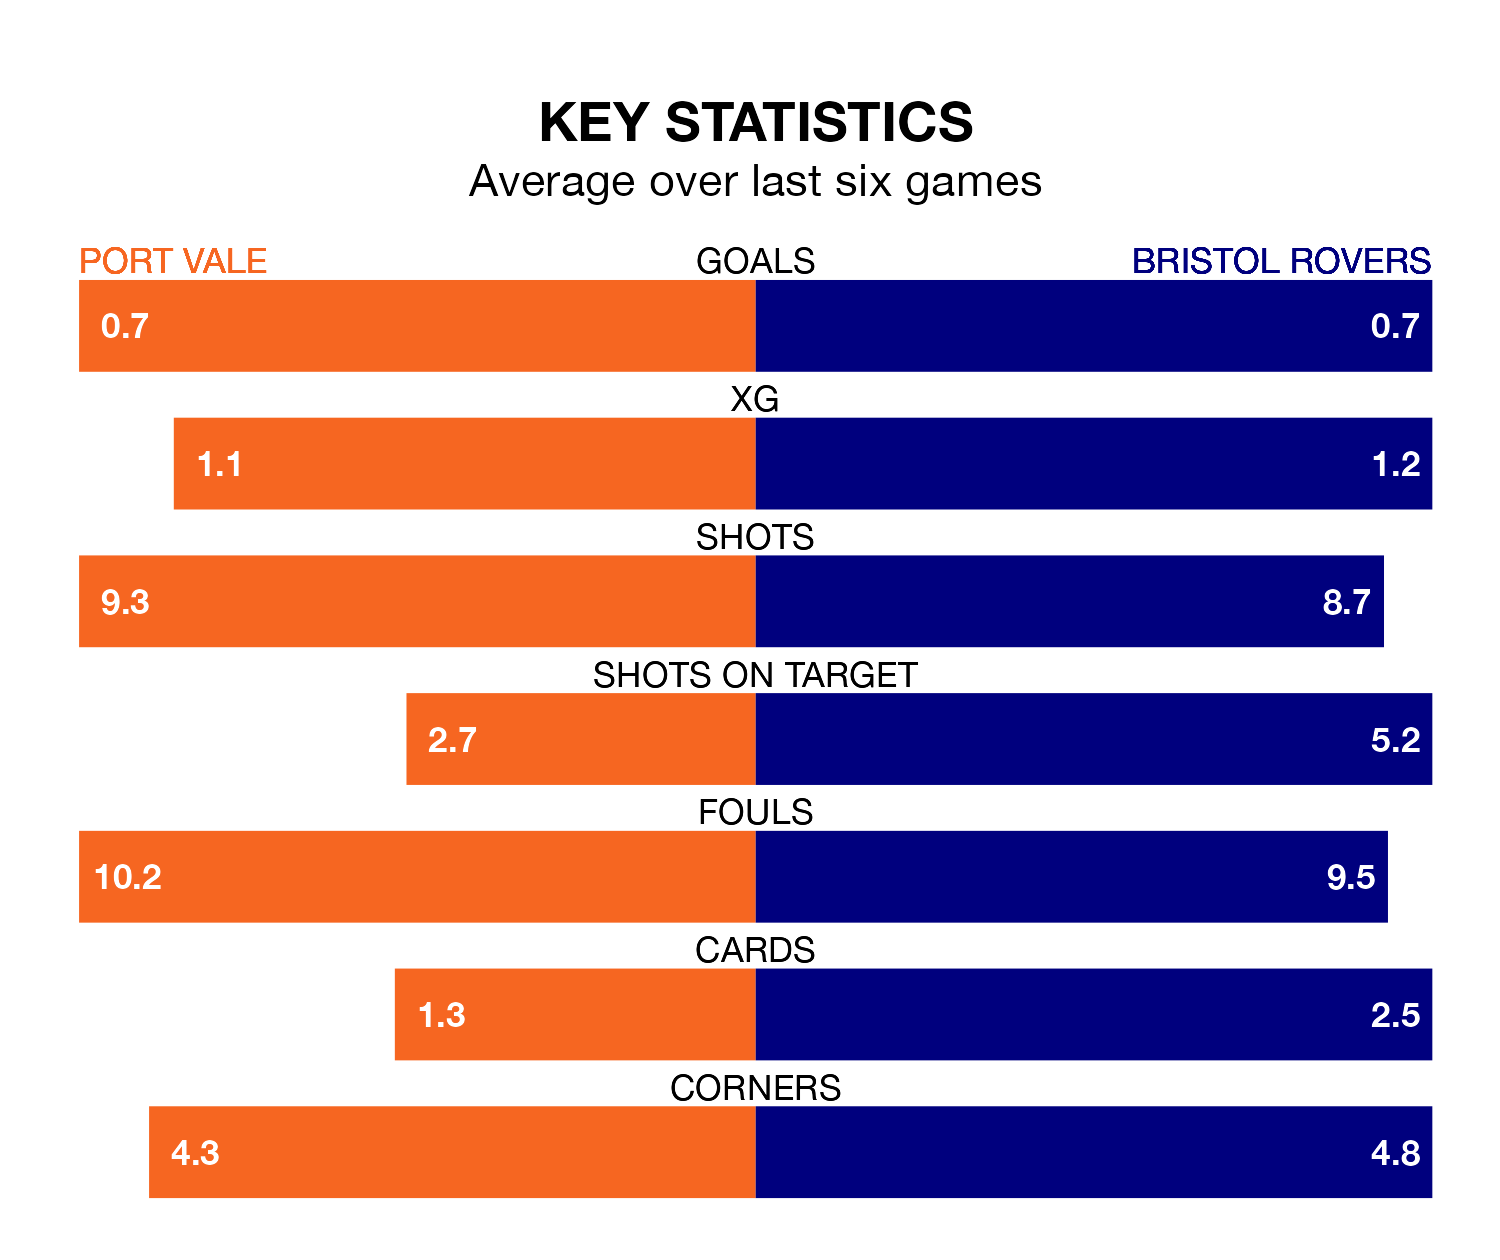 KEY STATISTICS
Average over last six games
PORT VALE GOALS BRISTOL ROVERS
0.7 0.7
XG
1.1 1.2
SHOTS
9.3 8.7
SHOTS ON TARGET
2.7 5.2
FOULS
10.2 9.5
CARDS
1.3 2.5
CORNERS
4.3 4.8